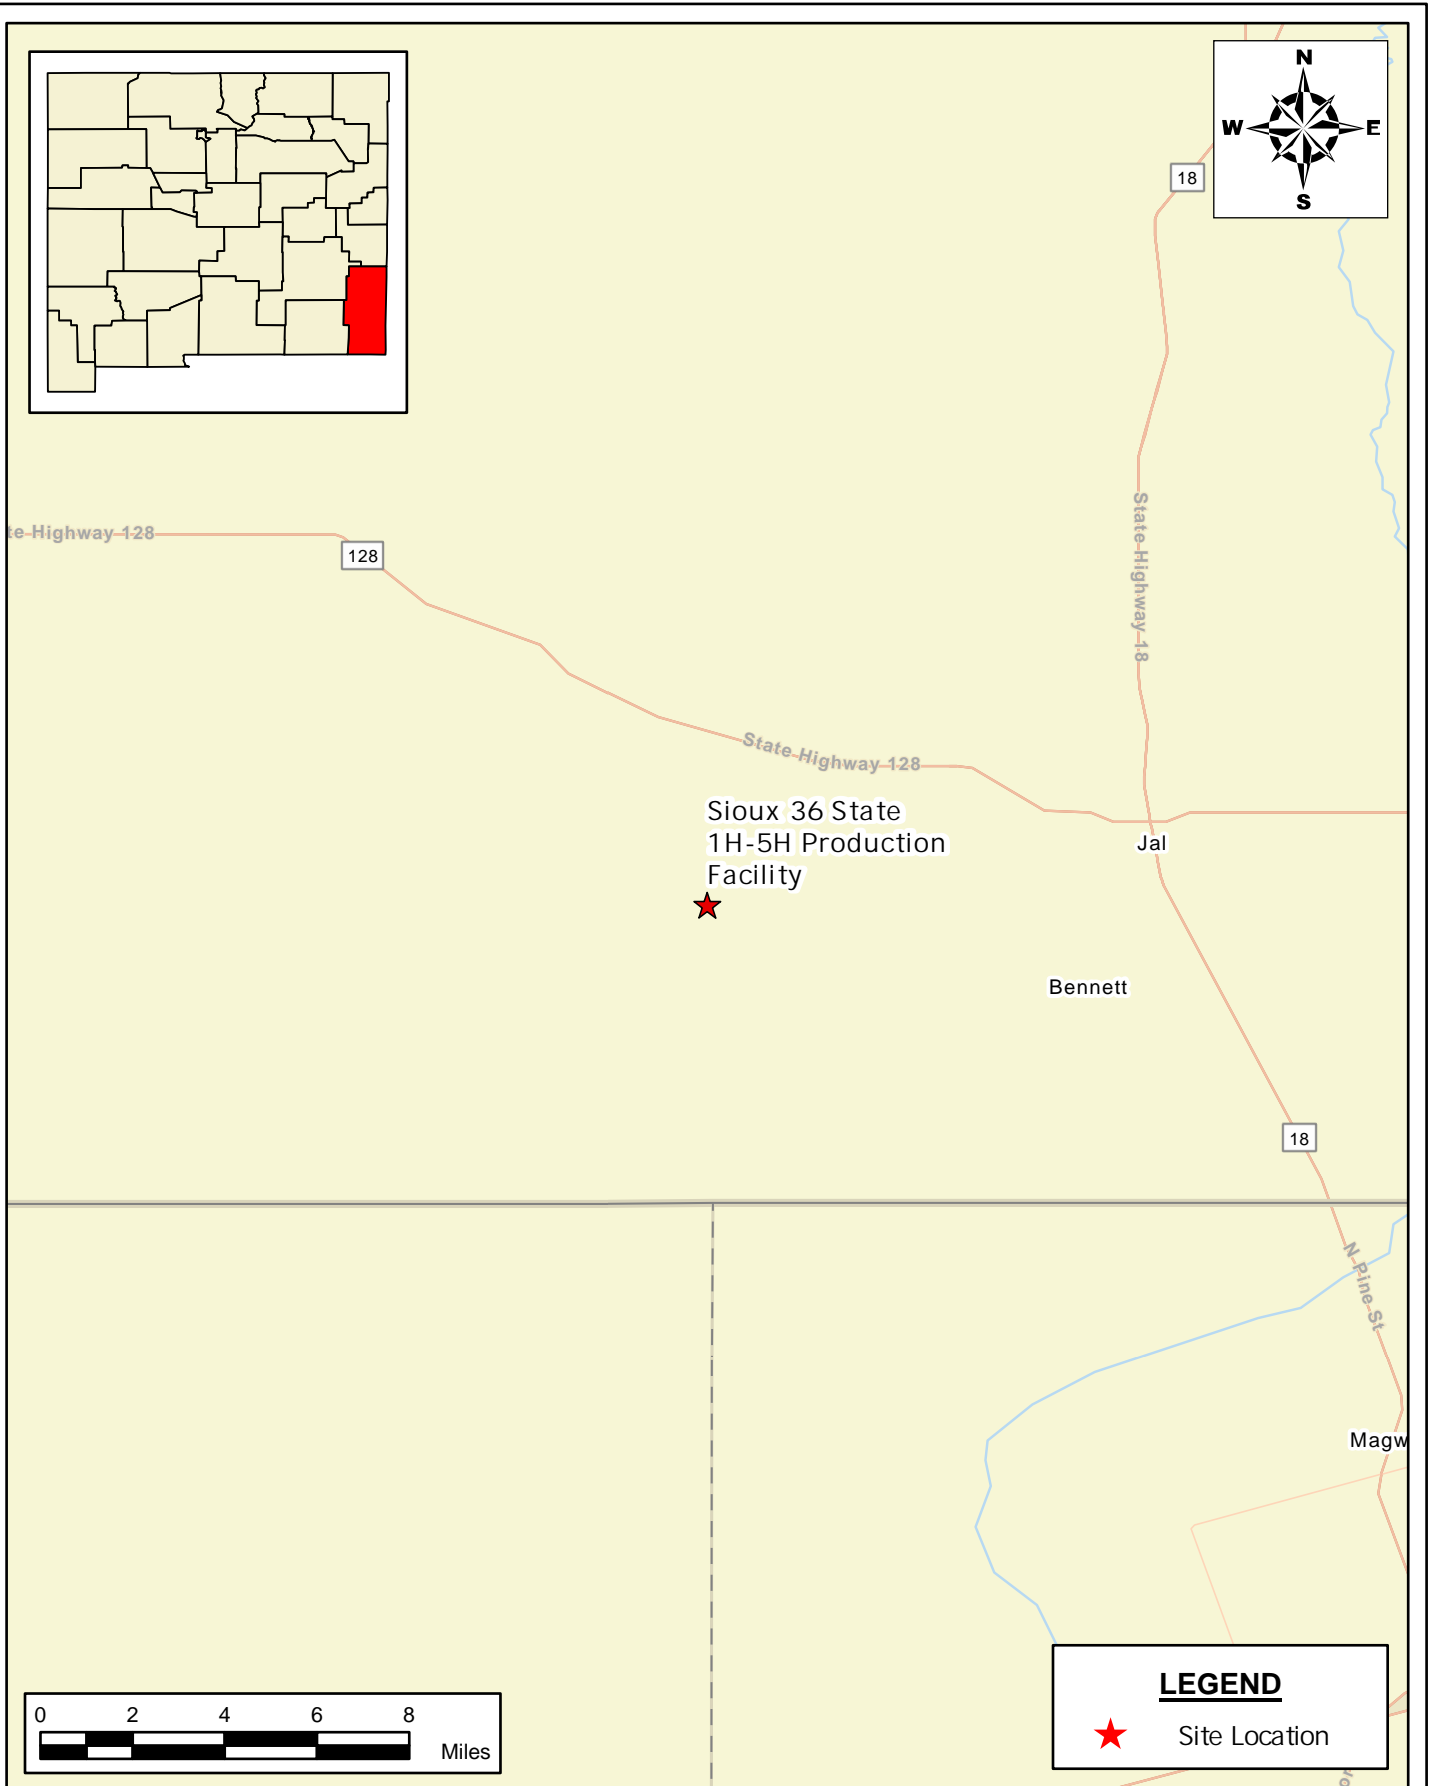 N
W E
S
18
te Highway 128
128
State Highway 18
State Highway 128
Sioux 36 State
1H-5H Production
Facility
Jal
Bennett
18
N Pine St
Magw
LEGEND
Site Location
0 2 4 6 8
Miles